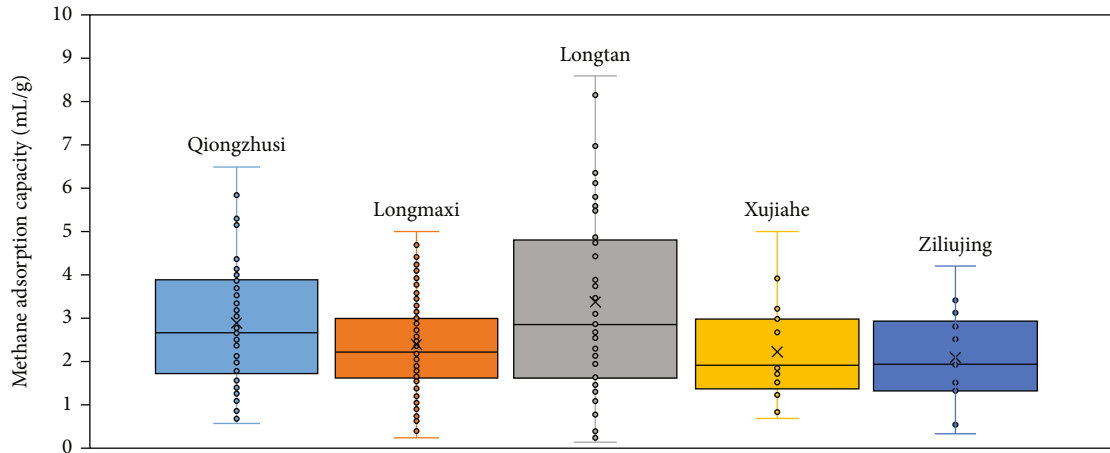 Methane adsorption capacity (mL/g)
10
9
8
7
6
5
4
3
2
1
0
Qiongzhusi
Longmaxi
Longtan
Xujiahe
Ziliujing